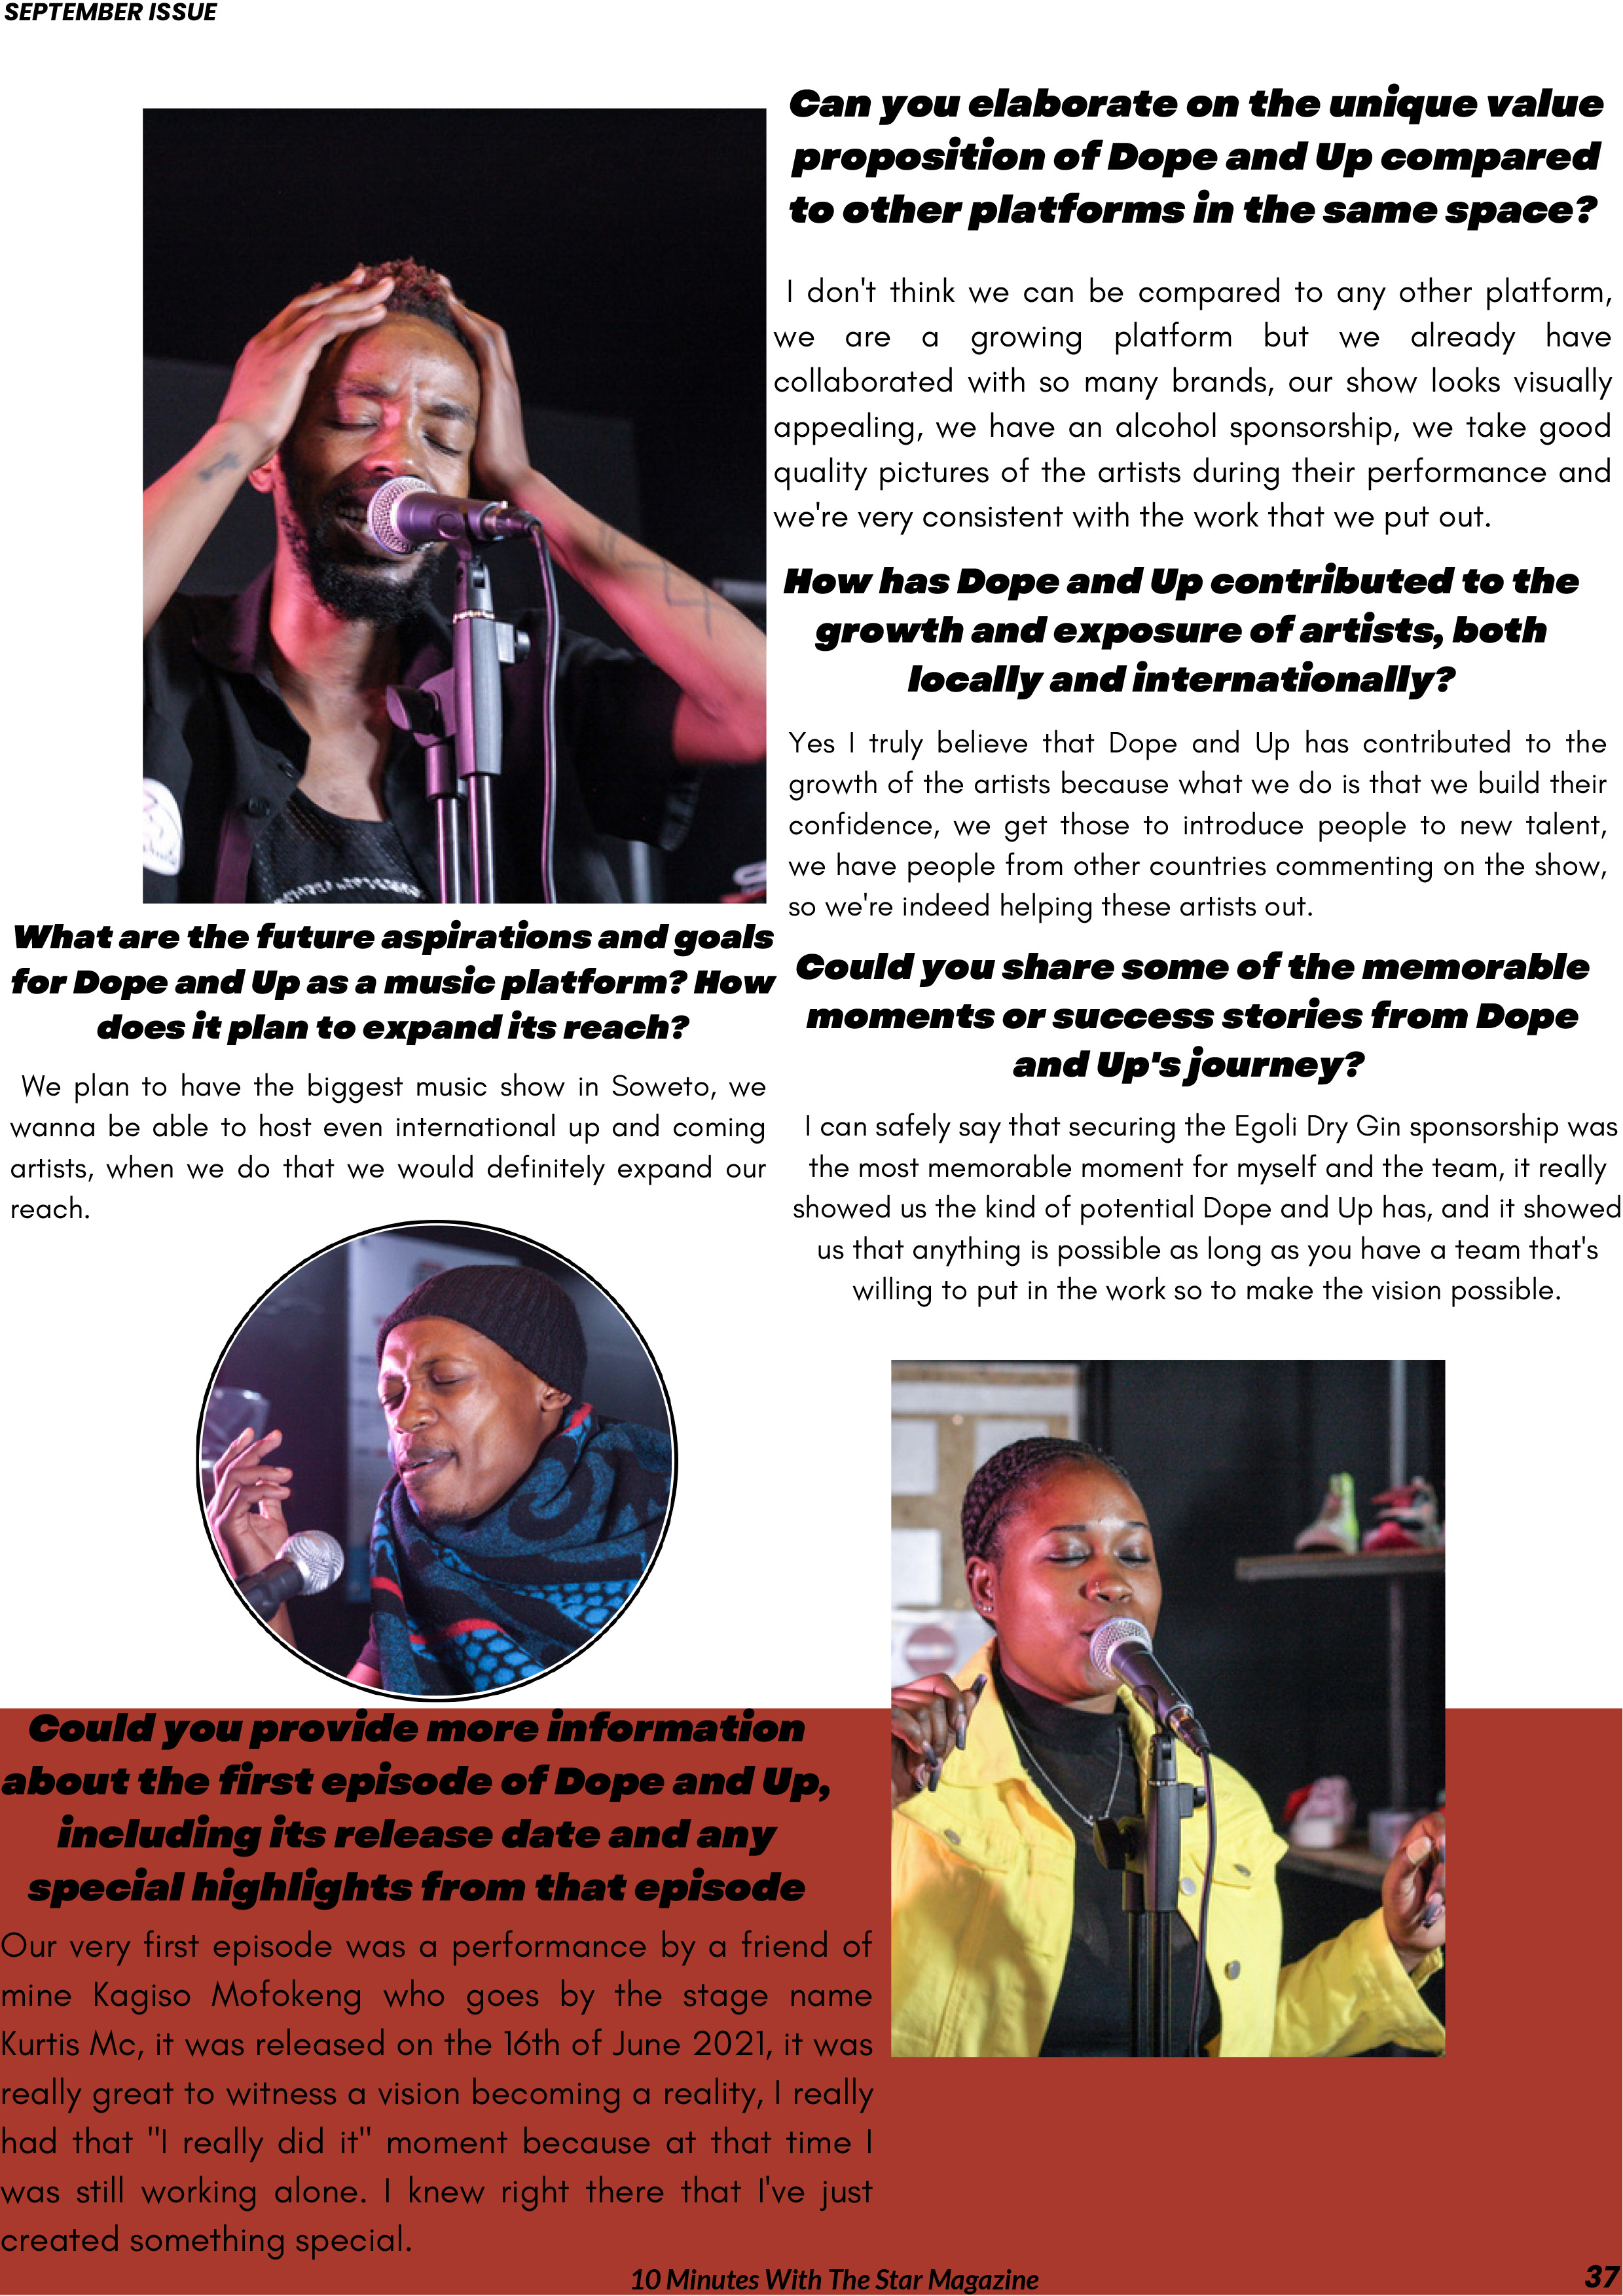 SEPTEMBER ISSUE
Can you elaborate on the unique value
proposition of Dope and Up compared
to other platforms in the same space?
I don't think we can be compared to any other platform,
we are a growing platform but we already have
collaborated with so many brands, our show looks visually
appealing, we have an alcohol sponsorship, we take good
quality pictures of the artists during their performance and
we're very consistent with the work that we put out.
How has Dope and Up contributed to the
growth and exposure of artists, both
locally and internationally?
Yes I truly believe that Dope and Up has contributed to the
growth of the artists because what we do is that we build their
confidence, we get those to introduce people to new talent,
we have people from other countries commenting on the show,
so we're indeed helping these artists out.
What are the future aspirations and goals
for Dope and Up as a music platform? How
does it plan to expand its reach?
We plan to have the biggest music show in Soweto, we
wanna be able to host even international up and coming
artists, when we do that we would definitely expand our
reach.
Could you share some of the memorable
moments or success stories from Dope
and Up's journey?
I can safely say that securing the Egoli Dry Gin sponsorship was
the most memorable moment for myself and the team, it really
showed us the kind of potential Dope and Up has, and it showed
us that anything is possible as long as you have a team that's
willing to put in the work so to make the vision possible.
Could you provide more information
about the first episode of Dope and Up,
including its release date and any
special highlights from that episode
Our very first episode was a performance by a friend of
mine Kagiso Mofokeng who goes by the stage name
Kurtis Mc, it was released on the 16th of June 2021, it was
really great to witness a vision becoming a reality, I really
had that "I really did it" moment because at that time I
was still working alone. I knew right there that I've just
created something special.
10 Minutes With The Star Magazine
37